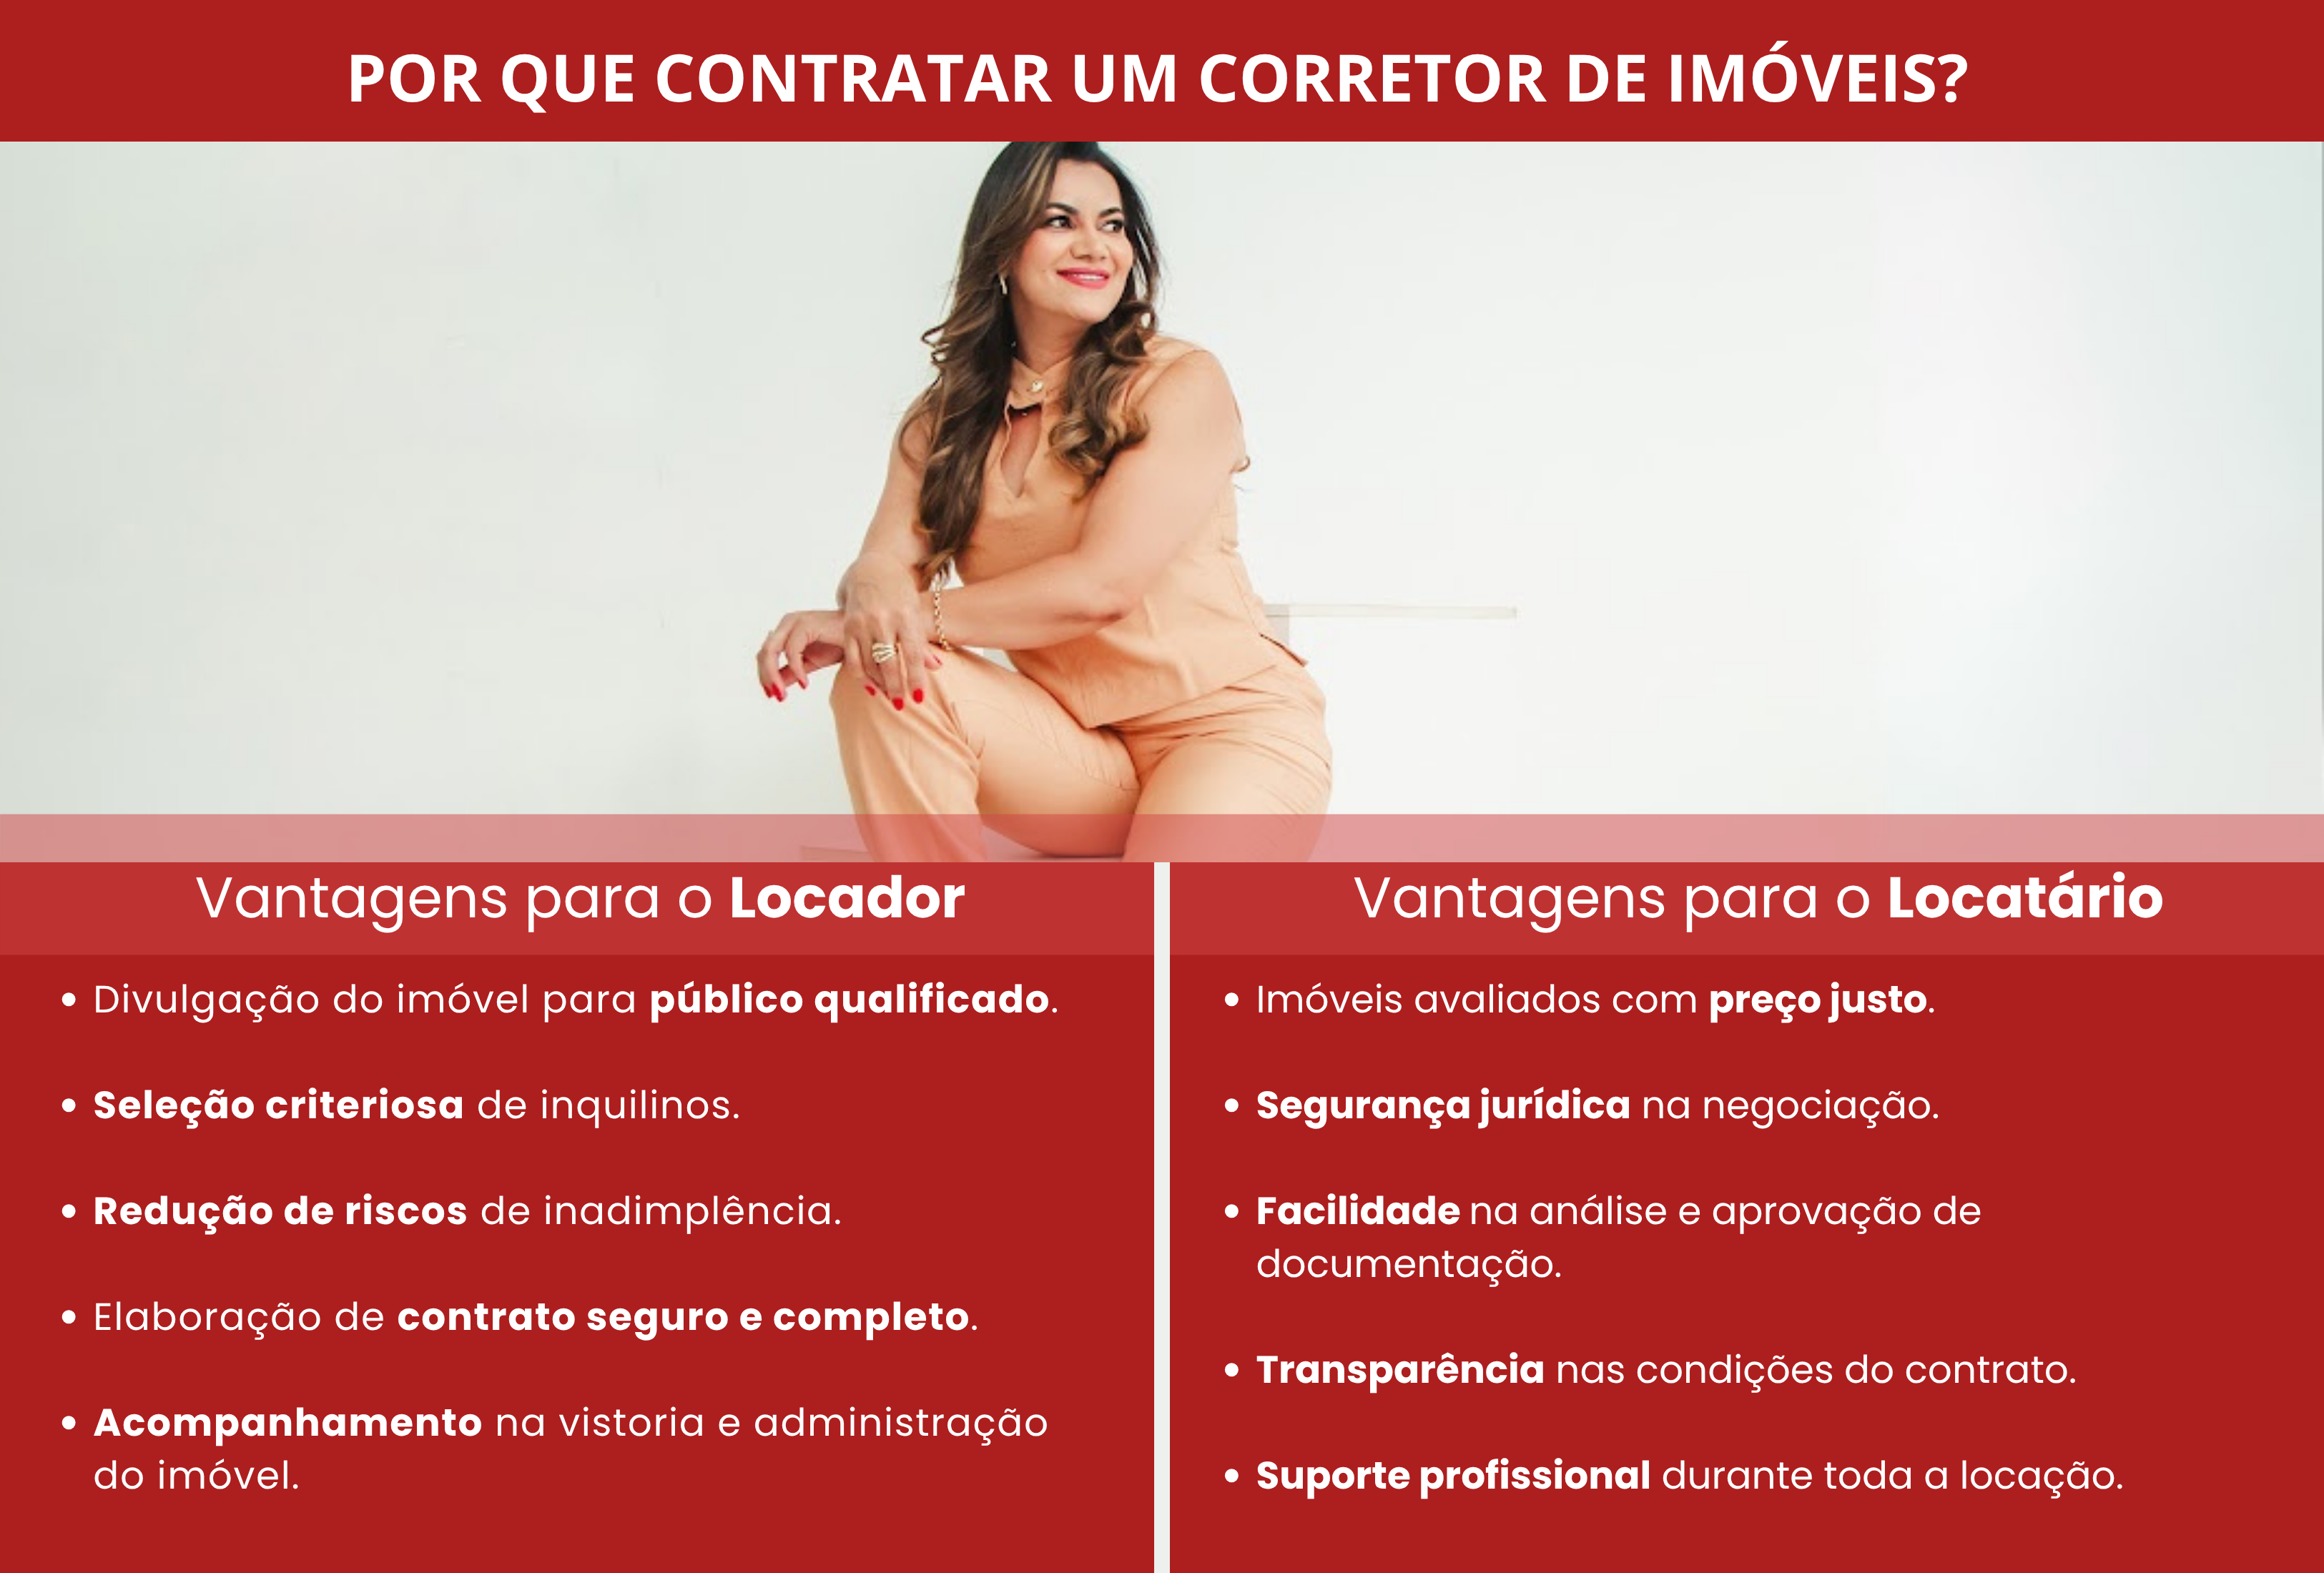 POR QUE CONTRATAR UM CORRETOR DE IMÓVEIS?
Vantagens para o Locador
• Divulgação do imóvel para público qualificado.
• Seleção criteriosa de inquilinos.
• Redução de riscos de inadimplência.
• Elaboração de contrato seguro e completo.
• Acompanhamento na vistoria e administração
do imóvel.
Vantagens para o Locatário
• Imóveis avaliados com preço justo.
• Segurança jurídica na negociação.
• Facilidade na análise e aprovação de
documentação.
• Transparência nas condições do contrato.
• Suporte profissional durante toda a locação.